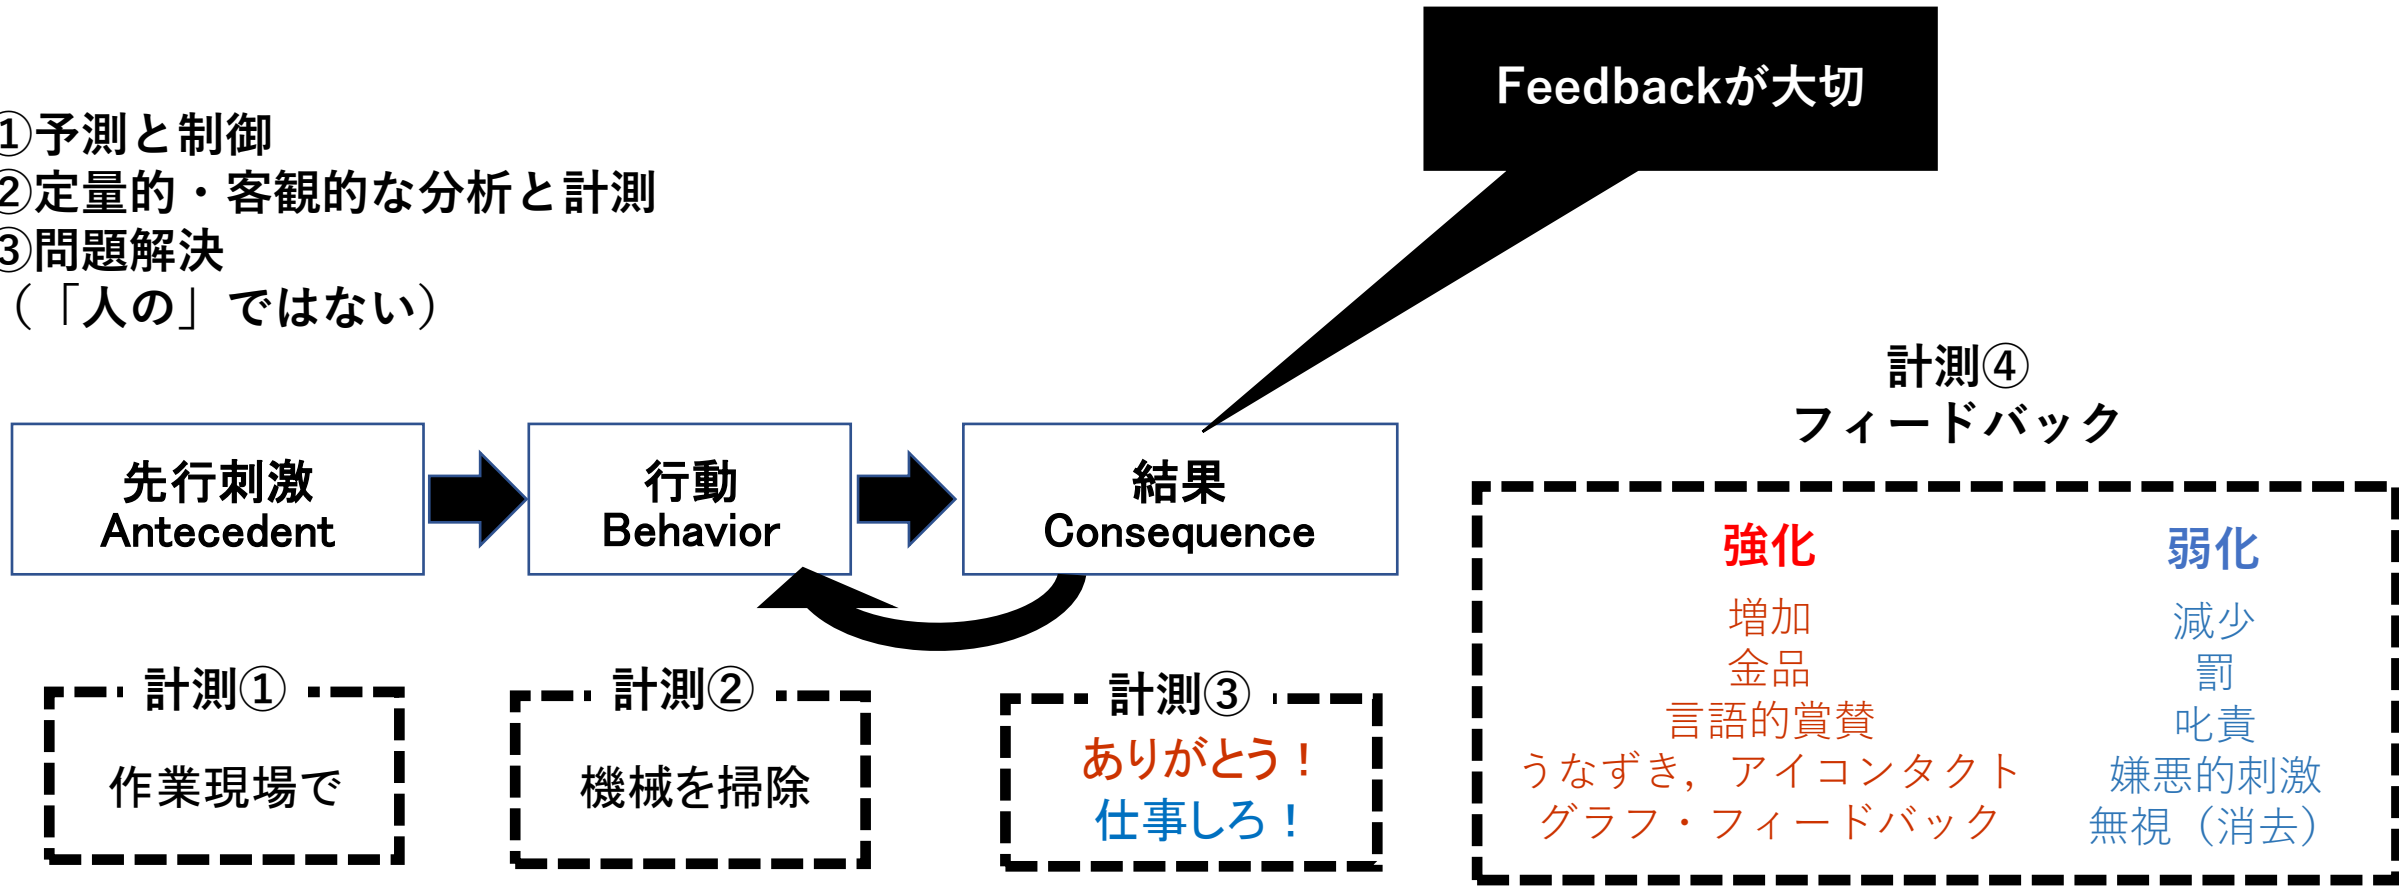 Feedbackが大切
①予測と制御
②定量的・客観的な分析と計測
③問題解決
（「人の」ではない）
先行刺激
Antecedent
行動
Behavior
結果
Consequence
計測①
作業現場で
計測②
機械を掃除
計測③
ありがとう！
仕事しろ！
計測④
フィードバック
強化
増加
金品
言語的賞賛
うなずき，アイコンタクト
グラフ・フィードバック
弱化
減少
罰
叱責
嫌悪的刺激
無視（消去）